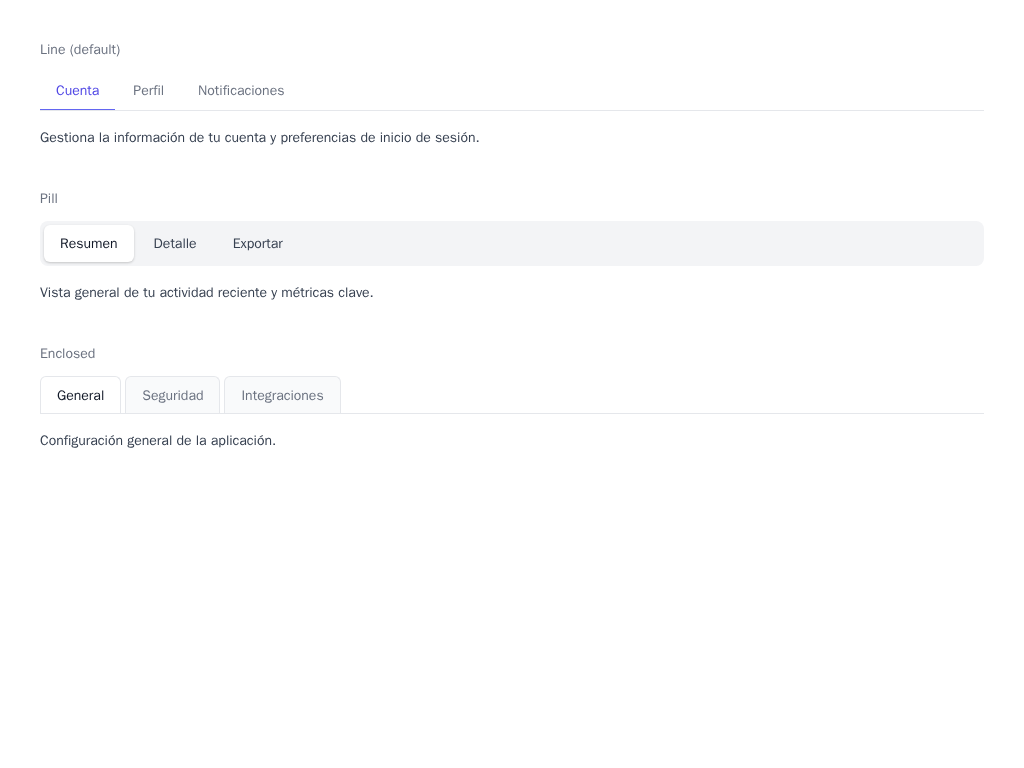 Line (default)
Cuenta Perfil Notificaciones
Gestiona la información de tu cuenta y preferencias de inicio de sesión.
Pill
Resumen Detalle Exportar
Vista general de tu actividad reciente y métricas clave.
Enclosed
General Seguridad Integraciones
Configuración general de la aplicación.